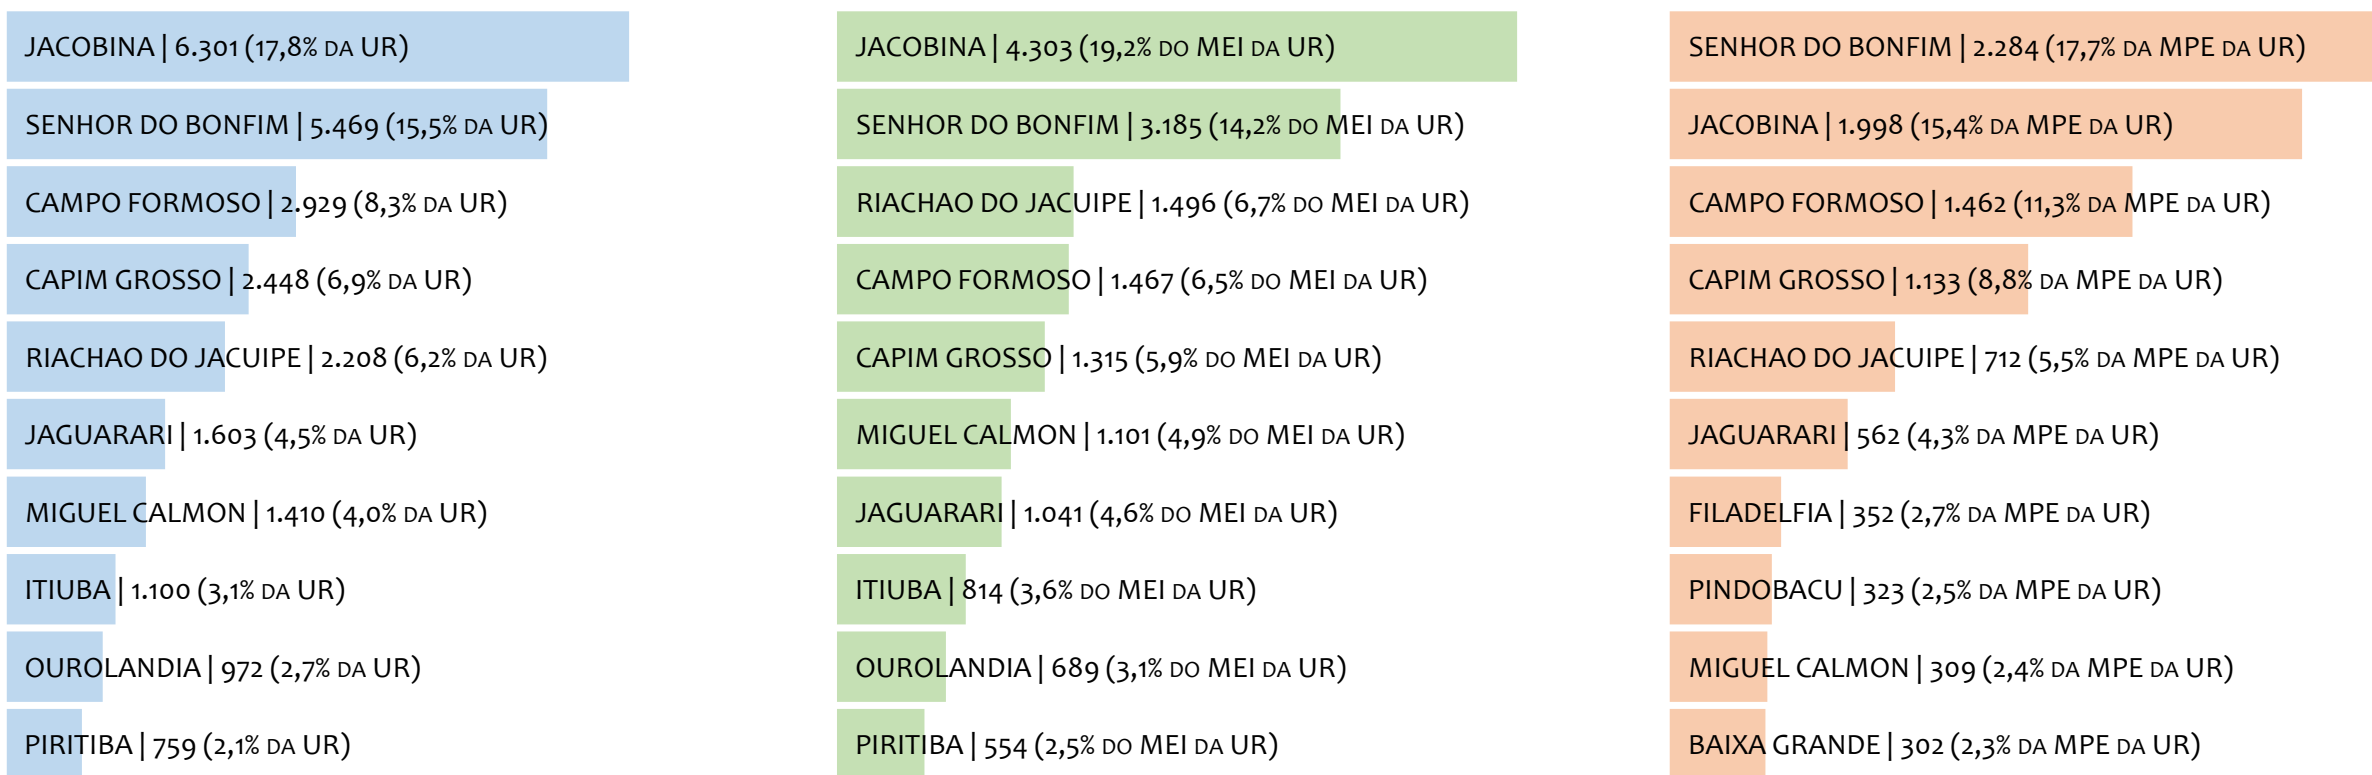 JACOBINA | 6.301 (17,8% DA UR)
SENHOR DO BONFIM | 5.469 (15,5% DA UR)
CAMPO FORMOSO | 2.929 (8,3% DA UR)
CAPIM GROSSO | 2.448 (6,9% DA UR)
RIACHAO DO JACUIPE | 2.208 (6,2% DA UR)
JAGUARARI | 1.603 (4,5% DA UR)
MIGUEL CALMON | 1.410 (4,0% DA UR)
ITIUBA | 1.100 (3,1% DA UR)
OUROLANDIA | 972 (2,7% DA UR)
PIRITIBA | 759 (2,1% DA UR)
JACOBINA | 4.303 (19,2% DO MEI DA UR)
SENHOR DO BONFIM | 3.185 (14,2% DO MEI DA UR)
RIACHAO DO JACUIPE | 1.496 (6,7% DO MEI DA UR)
CAMPO FORMOSO | 1.467 (6,5% DO MEI DA UR)
CAPIM GROSSO | 1.315 (5,9% DO MEI DA UR)
MIGUEL CALMON | 1.101 (4,9% DO MEI DA UR)
JAGUARARI | 1.041 (4,6% DO MEI DA UR)
ITIUBA | 814 (3,6% DO MEI DA UR)
OUROLANDIA | 689 (3,1% DO MEI DA UR)
PIRITIBA | 554 (2,5% DO MEI DA UR)
SENHOR DO BONFIM | 2.284 (17,7% DA MPE DA UR)
JACOBINA | 1.998 (15,4% DA MPE DA UR)
CAMPO FORMOSO | 1.462 (11,3% DA MPE DA UR)
CAPIM GROSSO | 1.133 (8,8% DA MPE DA UR)
RIACHAO DO JACUIPE | 712 (5,5% DA MPE DA UR)
JAGUARARI | 562 (4,3% DA MPE DA UR)
FILADELFIA | 352 (2,7% DA MPE DA UR)
PINDOBACU | 323 (2,5% DA MPE DA UR)
MIGUEL CALMON | 309 (2,4% DA MPE DA UR)
BAIXA GRANDE | 302 (2,3% DA MPE DA UR)